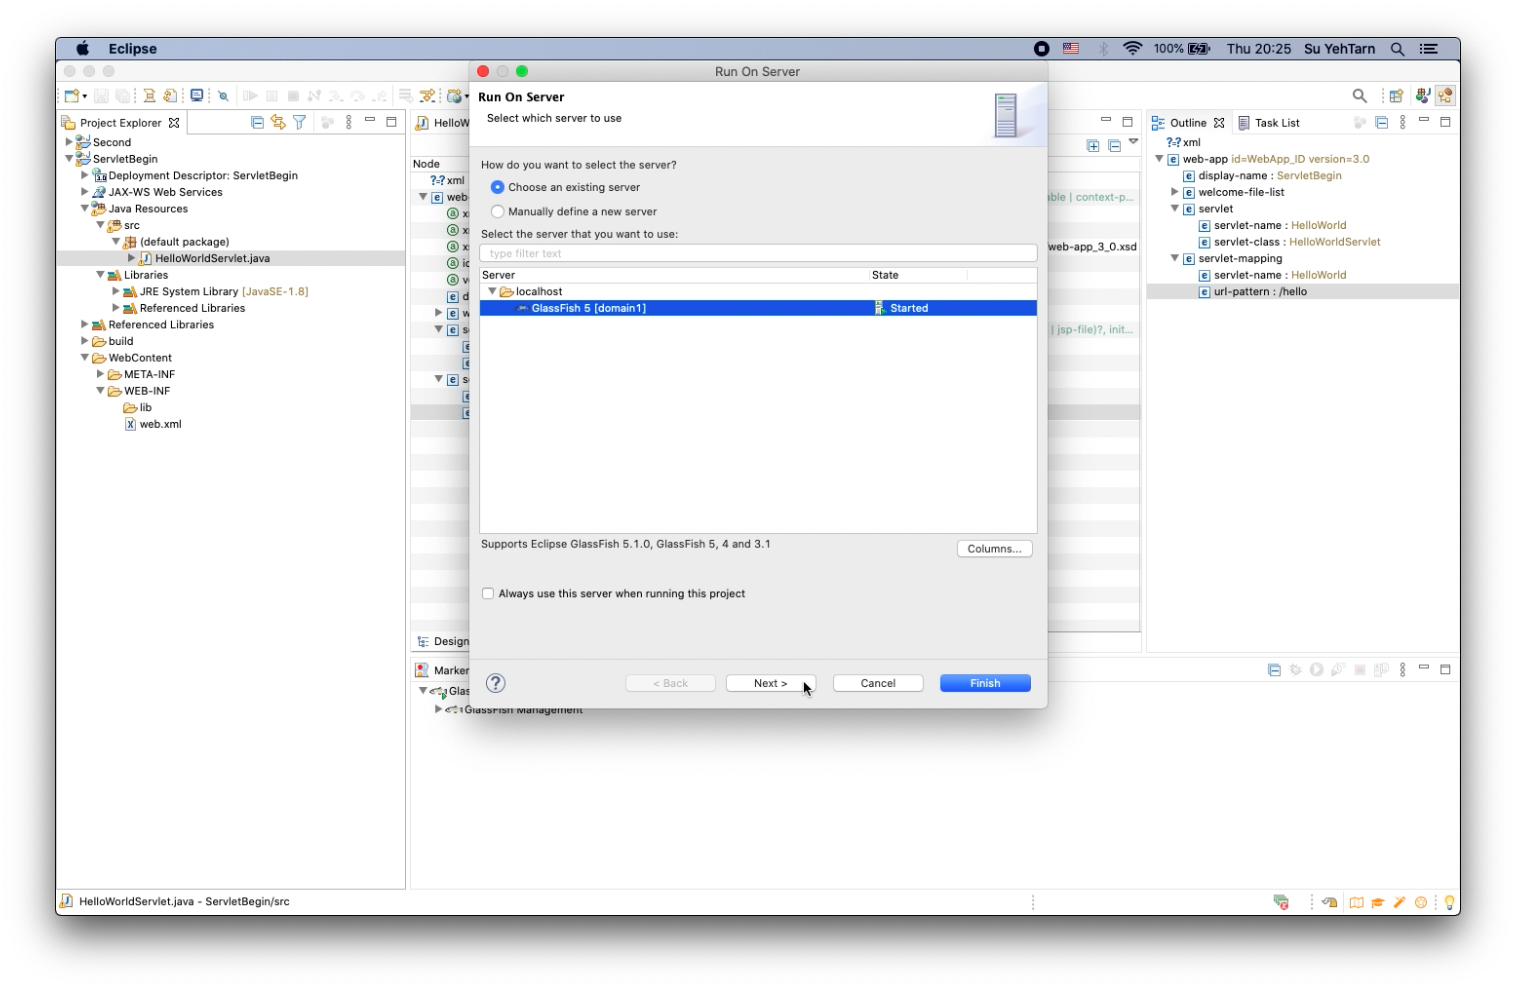 Eclipse
100%
Thu 20:25
Su YehTarn
Run On Server
Project Explorer
Second
ServletBegin
Deployment Descriptor: ServletBegin
JAX-WS Web Services
Java Resources
src
(default package)
HelloWorldServlet.java
Libraries
JRE System Library [JavaSE-1.8]
Referenced Libraries
Referenced Libraries
build
WebContent
META-INF
WEB-INF
lib
web.xml
HelloW
Node
?=? xml
web-
Design
Run On Server
Select which server to use
How do you want to select the server?
Choose an existing server
Manually define a new server
Select the server that you want to use:
type filter text
Server State
localhost
GlassFish 5 [domain1] Started
Supports Eclipse GlassFish 5.1.0, GlassFish 5, 4 and 3.1
Columns...
Always use this server when running this project
< Back
Next >
Cancel
Finish
able | context-p...
web-app_3_0.xsd
| jsp-file)?, init...
Marker
Glas
GlassFish Management
Outline
Task List
?=? xml
web-app id=WebApp_ID version=3.0
display-name : ServletBegin
welcome-file-list
servlet
servlet-name : HelloWorld
servlet-class : HelloWorldServlet
servlet-mapping
servlet-name : HelloWorld
url-pattern : /hello
HelloWorldServlet.java - ServletBegin/src